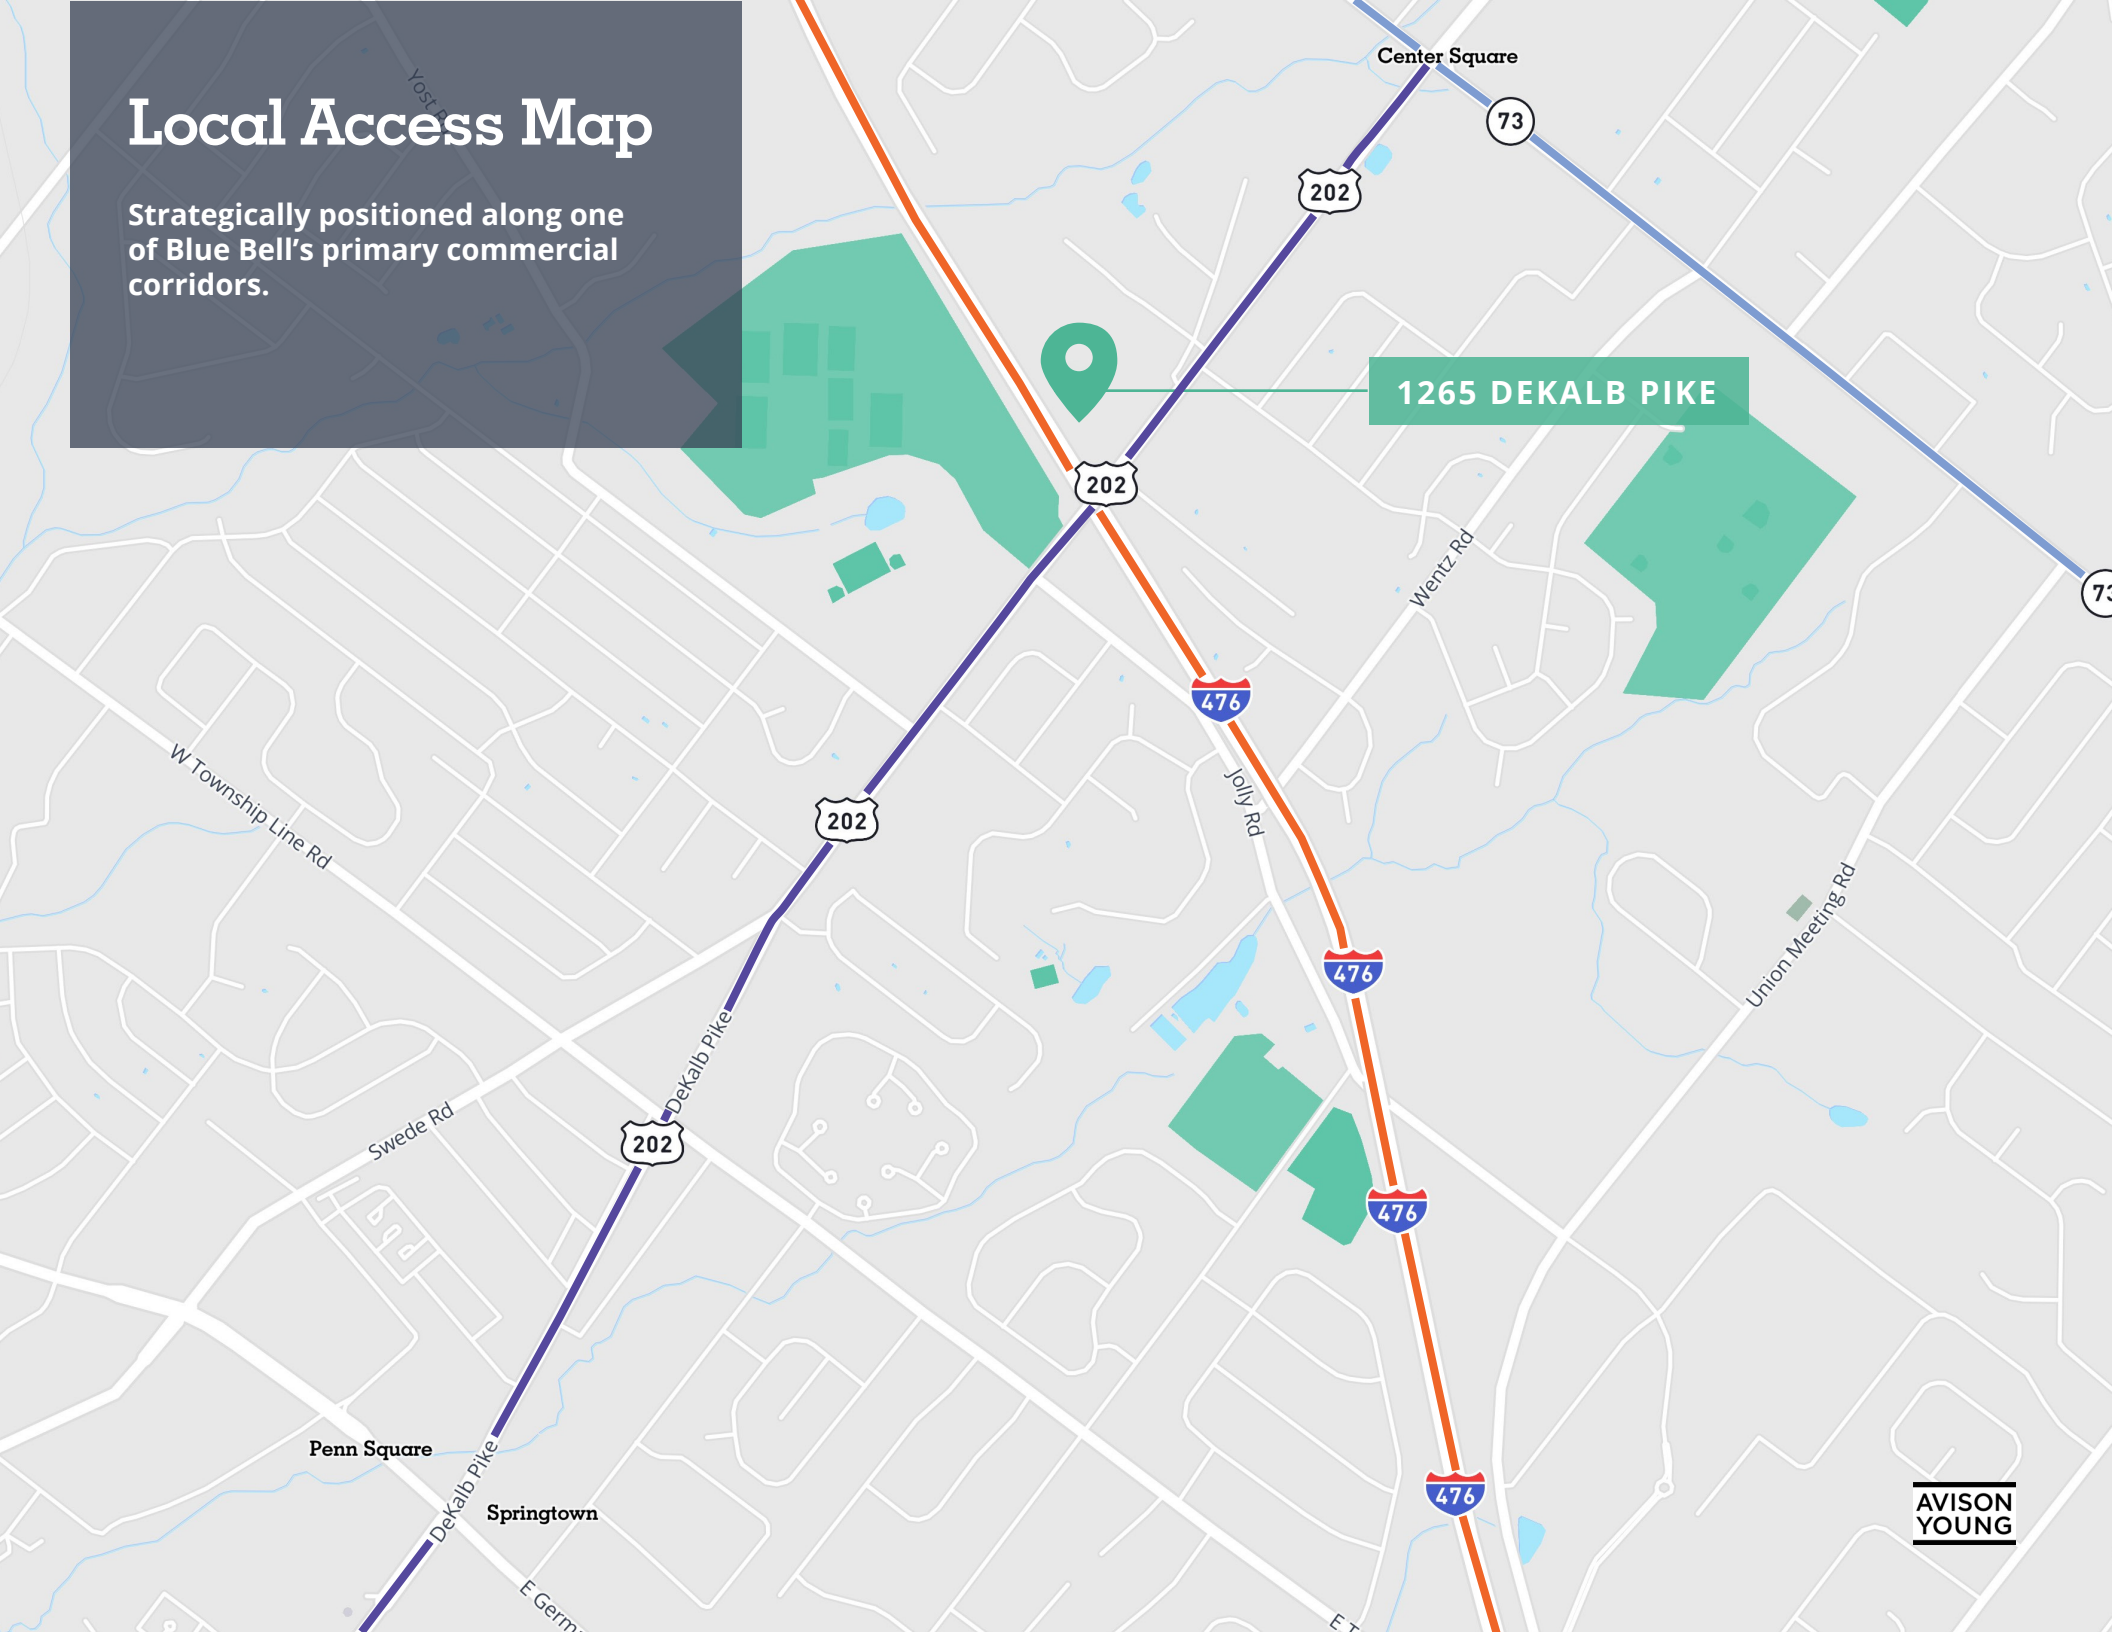 Local Access Map
Strategically positioned along one
of Blue Bell’s primary commercial
corridors.
Center Square
73
202
1265 DEKALB PIKE
202
Wentz Rd
73
476
Jolly Rd
W Township Line Rd
202
Union Meeting Rd
476
DeKalb Pike
Swede Rd
202
476
Penn Square
DeKalb Pike
Springtown
476
AVISON
YOUNG
E Germ
E T